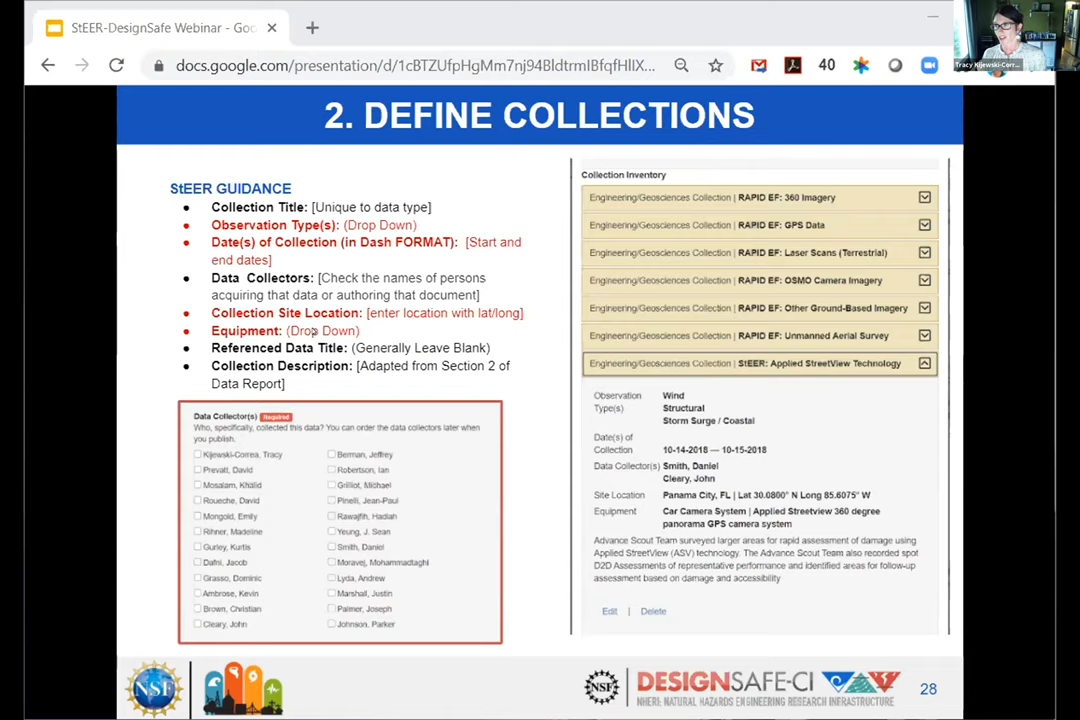 StEER-DesignSafe Webinar - Goo
docs.google.com/presentation/d/1cBTZUfpHgMm7nj94BldtrmIBfqfHlIX...
40
Tracy Kijewski-Corr...
2. DEFINE COLLECTIONS
StEER GUIDANCE
Collection Title: [Unique to data type]
Observation Type(s): (Drop Down)
Date(s) of Collection (in Dash FORMAT): [Start and
end dates]
Data Collectors: [Check the names of persons
acquiring that data or authoring that document]
Collection Site Location: [enter location with lat/long]
Equipment: (Drop Down)
Referenced Data Title: (Generally Leave Blank)
Collection Description: [Adapted from Section 2 of
Data Report]
Data Collector(s) Required
Who, specifically, collected this data? You can order the data collectors later when
you publish.
Kijewski-Correa, Tracy
Berman, Jeffrey
Prevatt, David
Robertson, Ian
Mosalam, Khalid
Grilliot, Michael
Roueche, David
Pinelli, Jean-Paul
Mongold, Emily
Rawajfih, Hadiah
Rihner, Madeline
Yeung, J. Sean
Gurley, Kurtis
Smith, Daniel
Dafni, Jacob
Moravej, Mohammadtaghi
Grasso, Dominic
Lyda, Andrew
Ambrose, Kevin
Marshall, Justin
Brown, Christian
Palmer, Joseph
Cleary, John
Johnson, Parker
Collection Inventory
Engineering/Geosciences Collection | RAPID EF: 360 Imagery
Engineering/Geosciences Collection | RAPID EF: GPS Data
Engineering/Geosciences Collection | RAPID EF: Laser Scans (Terrestrial)
Engineering/Geosciences Collection | RAPID EF: OSMO Camera Imagery
Engineering/Geosciences Collection | RAPID EF: Other Ground-Based Imagery
Engineering/Geosciences Collection | RAPID EF: Unmanned Aerial Survey
Engineering/Geosciences Collection | StEER: Applied StreetView Technology
Observation Wind
Type(s) Structural
Storm Surge / Coastal
Date(s) of
Collection 10-14-2018 — 10-15-2018
Data Collector(s) Smith, Daniel
Cleary, John
Site Location Panama City, FL | Lat 30.0800° N Long 85.6075° W
Equipment Car Camera System | Applied Streetview 360 degree
panorama GPS camera system
Advance Scout Team surveyed larger areas for rapid assessment of damage using
Applied StreetView (ASV) technology. The Advance Scout Team also recorded spot
D2D Assessments of representative performance and identified areas for follow-up
assessment based on damage and accessibility
Edit | Delete
NSF
NSF
DESIGNSAFE-CI
NHERI: NATURAL HAZARDS ENGINEERING RESEARCH INFRASTRUCTURE
28